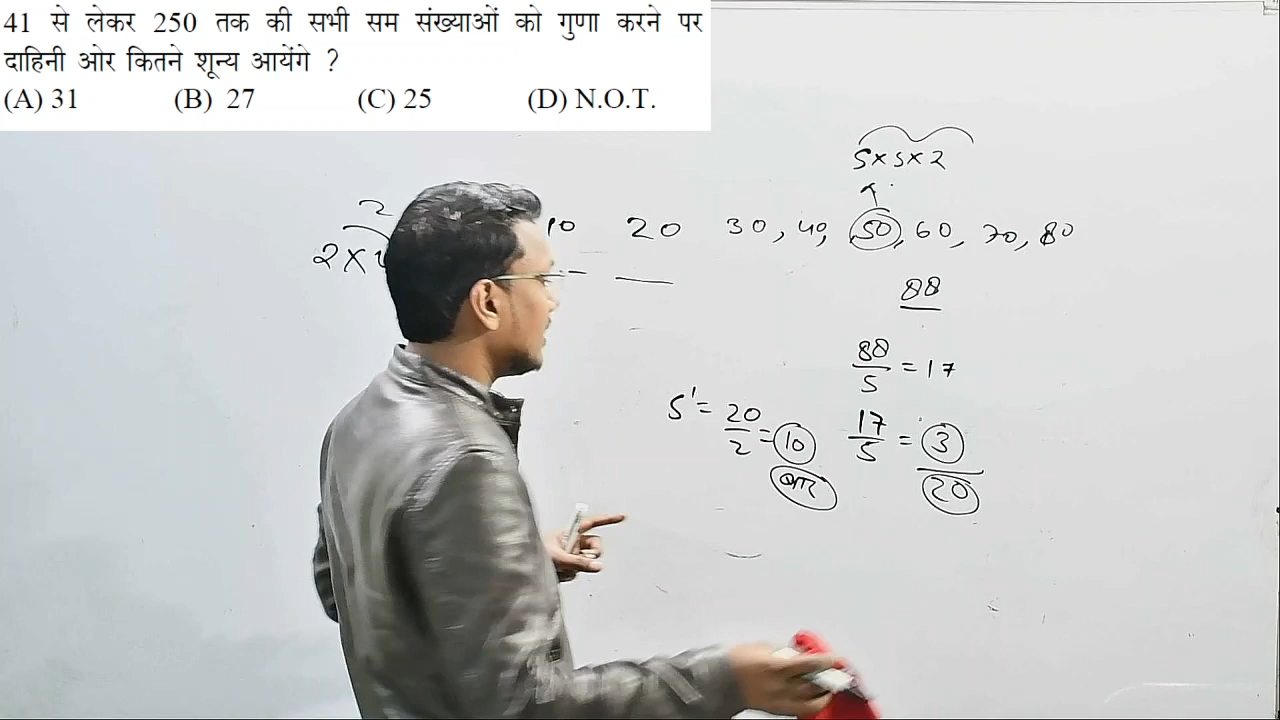 41 से लेकर 250 तक की सभी सम संख्याओं को गुणा करने पर
दाहिनी ओर कितने शून्य आयेंगे ?
(A) 31 (B) 27 (C) 25 (D) N.O.T.
5×5×2
2
2× 10 20 30, 40, 50, 60, 70, 80
88
88/5 = 17
5' = 20/2 = 10 17/5 = 3
बार 20